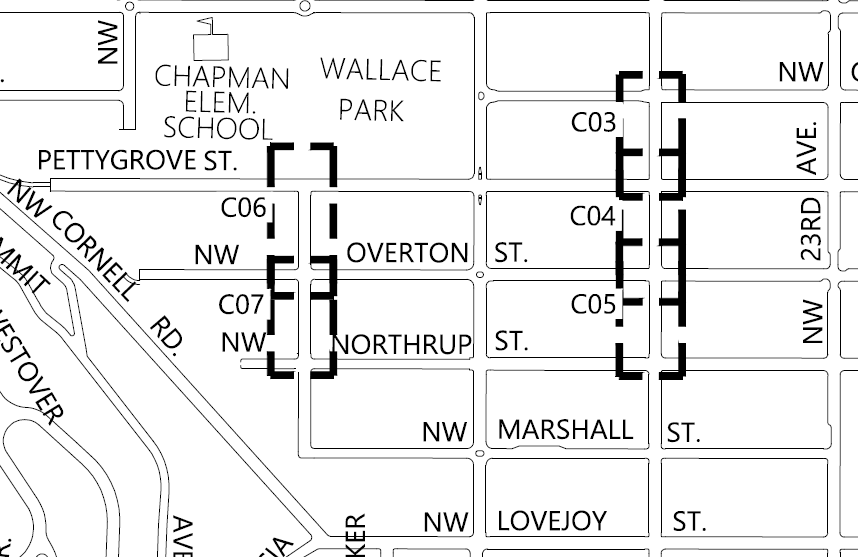 NW
CHAPMAN
ELEM.
SCHOOL
WALLACE
PARK
NW
C03
AVE.
PETTYGROVE ST.
NW CORNELL
RD.
C06
C04
23RD
NW
OVERTON
ST.
C07
C05
NW
NW
NORTHRUP
ST.
NW
MARSHALL
ST.
NW
LOVEJOY
ST.
AVE